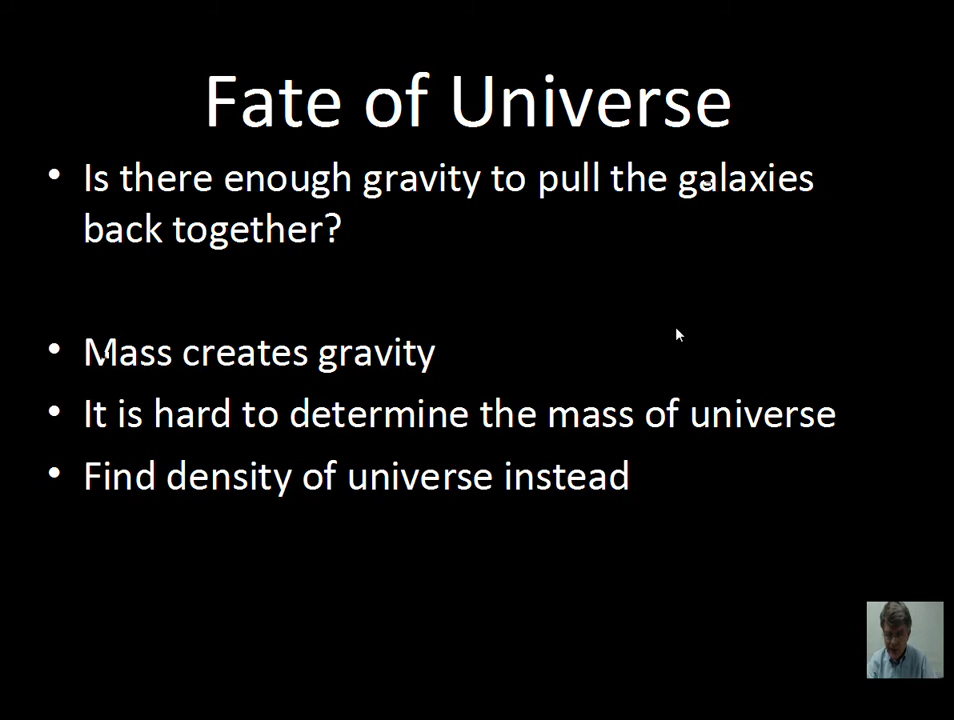 Fate of Universe
• Is there enough gravity to pull the galaxies
back together?
• Mass creates gravity
• It is hard to determine the mass of universe
• Find density of universe instead